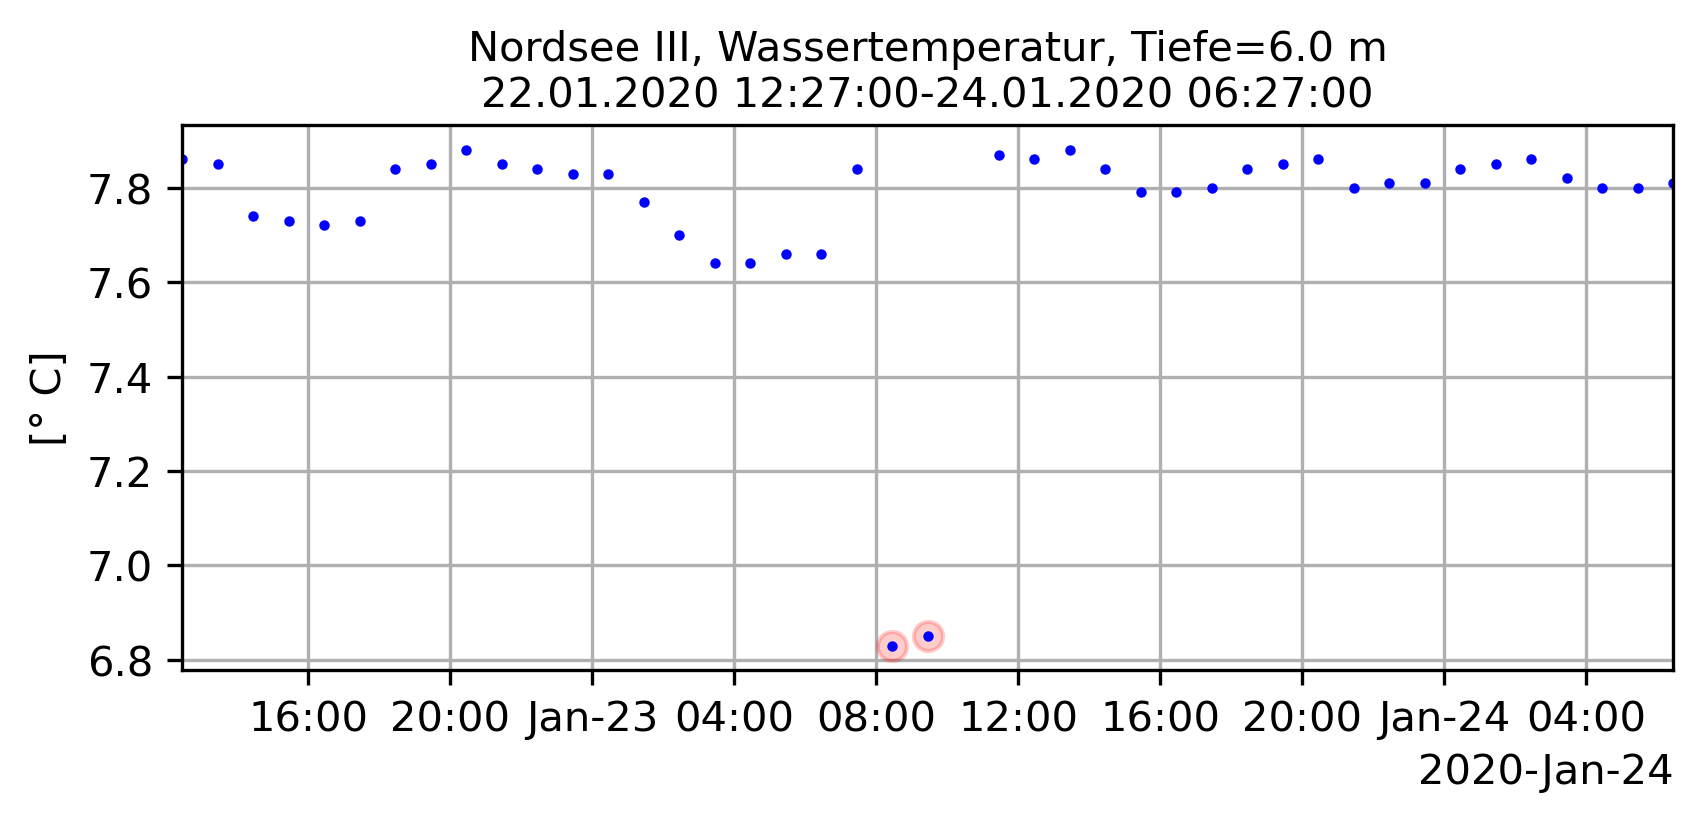 Nordsee III, Wassertemperatur, Tiefe=6.0 m
22.01.2020 12:27:00-24.01.2020 06:27:00
[° C]
7.8
7.6
7.4
7.2
7.0
6.8
16:00 20:00 Jan-23 04:00 08:00 12:00 16:00 20:00 Jan-24 04:00
2020-Jan-24